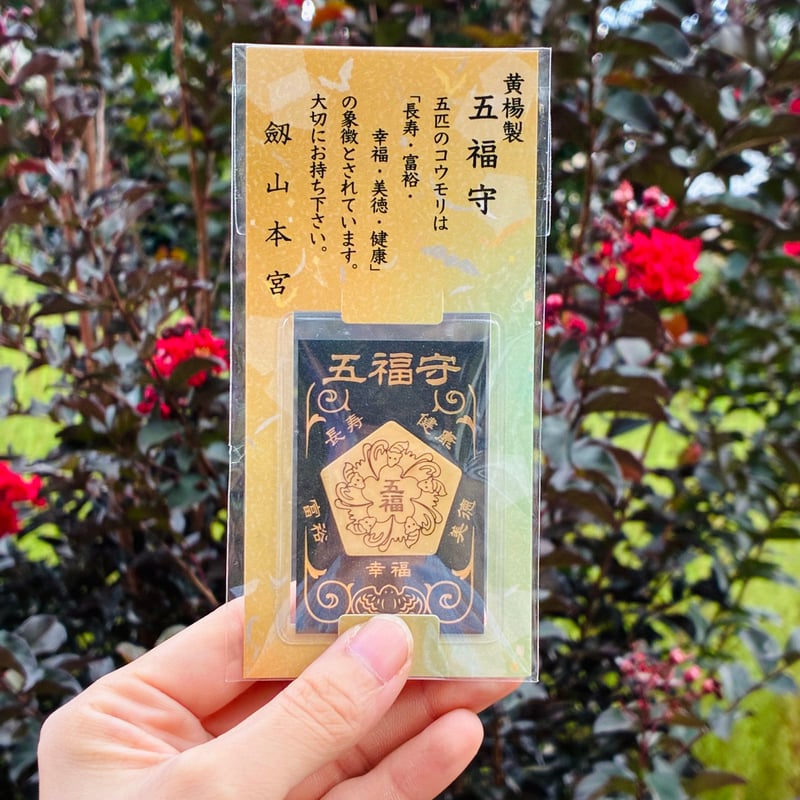 黄楊製
五福守
五匹のコウモリは
「長寿・富裕・
幸福・美徳・健康」
の象徴とされています。
大切にお持ち下さい。
劔山本宮
五福守
長寿
健康
五福
富裕
美徳
幸福